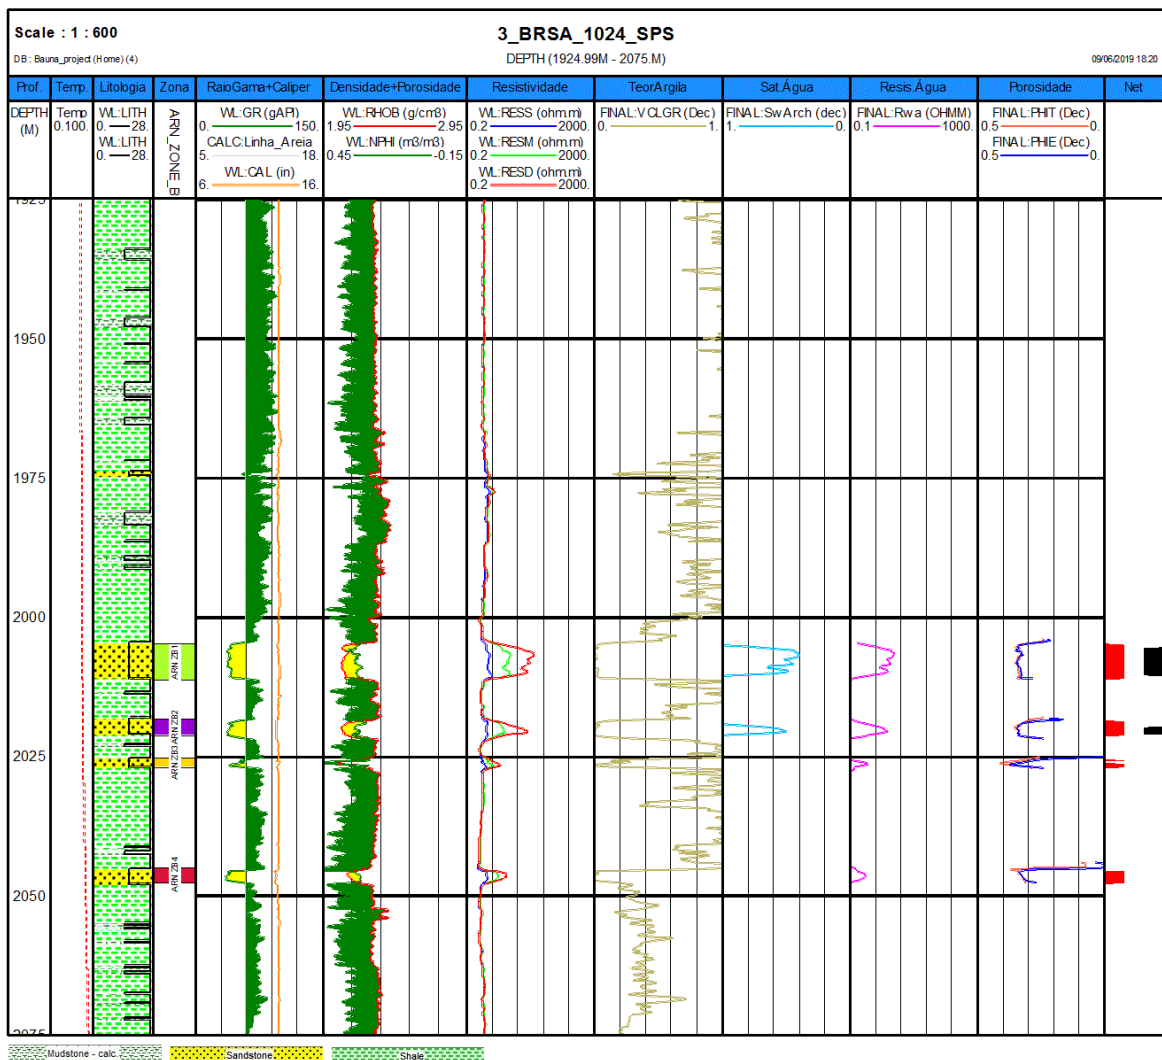 Scale : 1 : 600
3_BRSA_1024_SPS
DB : Bauna_project (Home) (4)
DEPTH (1924.99M - 2075.M)
09/06/2019 18:20
Prof. Temp. Litologia Zona RaioGama+Caliper Densidade+Porosidade Resistividade TeorArgila Sat.Água Resis.Água Porosidade Net
DEPTH (M)
Temp
0. 100.
WL:LITH
0. 28.
WL:LITH
0. 28.
ARN_ZONE_B
WL:GR (gAPI)
0. 150.
CALC:Linha_Areia
5. 18.
WL:CAL (in)
6. 16.
WL:RHOB (g/cm3)
1.95 2.95
WL:NPHI (m3/m3)
0.45 -0.15
WL:RESS (ohm.m)
0.2 2000.
WL:RESM (ohm.m)
0.2 2000.
WL:RESD (ohm.m)
0.2 2000.
FINAL:VCLGR (Dec)
0. 1.
FINAL:SwArch (dec)
1. 0.
FINAL:Rwa (OHMM)
0.1 1000.
FINAL:PHIT (Dec)
0.5 0.
FINAL:PHIE (Dec)
0.5 0.
1925
1950
1975
2000
ARN ZB1
ARN ZB2
2025
ARN ZB3
ARN ZB4
2050
2075
Mudstone - calc. Sandstone Shale